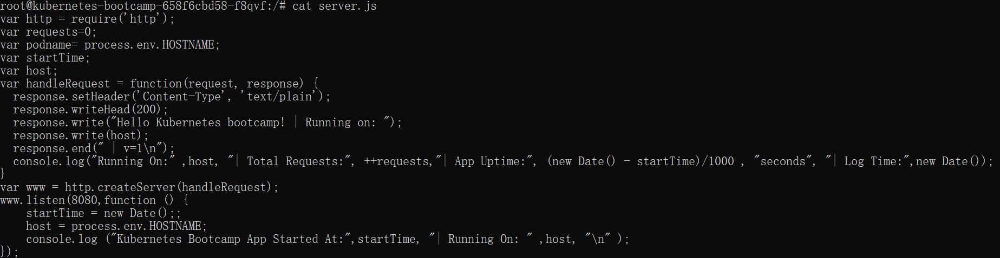 root@kubernetes-bootcamp-658f6cbd58-f8qvf:/# cat server.js
var http = require('http');
var requests=0;
var podname= process.env.HOSTNAME;
var startTime;
var host;
var handleRequest = function(request, response) {
  response.setHeader('Content-Type', 'text/plain');
  response.writeHead(200);
  response.write("Hello Kubernetes bootcamp! | Running on: ");
  response.write(host);
  response.end(" | v=1\n");
  console.log("Running On:" ,host, "| Total Requests:", ++requests,"| App Uptime:", (new Date() - startTime)/1000 , "seconds", "| Log Time:",new Date());
}
var www = http.createServer(handleRequest);
www.listen(8080,function () {
    startTime = new Date();;
    host = process.env.HOSTNAME;
    console.log ("Kubernetes Bootcamp App Started At:",startTime, "| Running On: " ,host, "\n" );
});